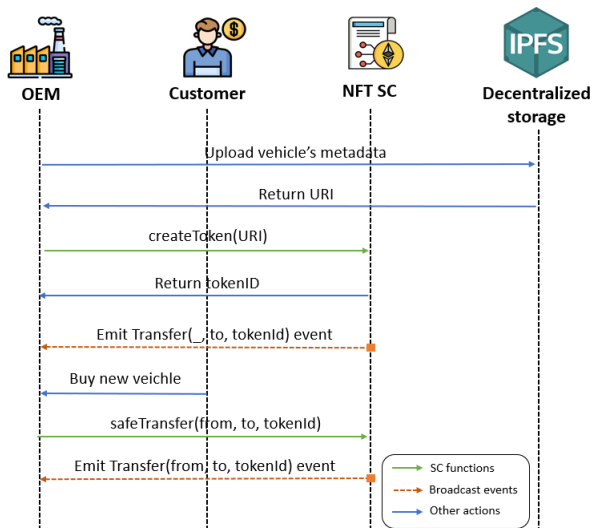 IPFS
OEM
Customer
NFT SC
Decentralized
storage
Upload vehicle's metadata
Return URI
createToken(URI)
Return tokenID
Emit Transfer(_, to, tokenId) event
Buy new veichle
safeTransfer(from, to, tokenId)
Emit Transfer(from, to, tokenId) event
SC functions
Broadcast events
Other actions